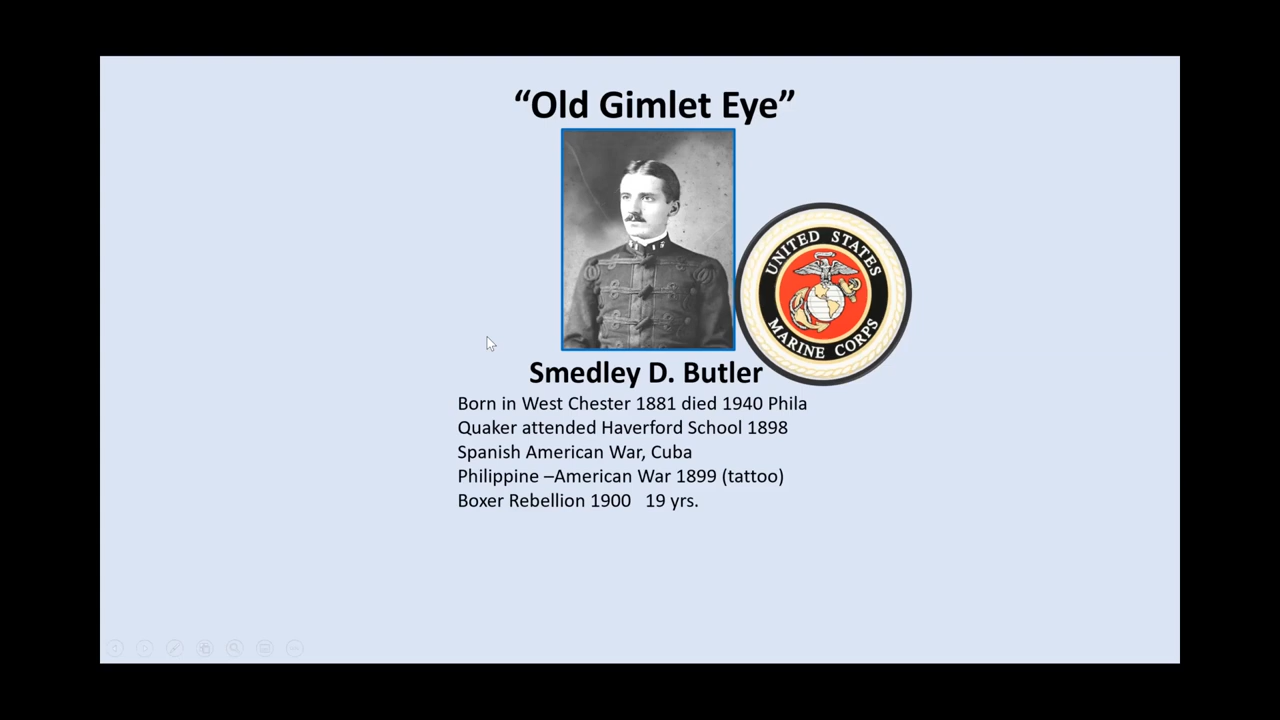 “Old Gimlet Eye”
UNITED STATES
MARINE CORPS
Smedley D. Butler
Born in West Chester 1881 died 1940 Phila
Quaker attended Haverford School 1898
Spanish American War, Cuba
Philippine –American War 1899 (tattoo)
Boxer Rebellion 1900   19 yrs.